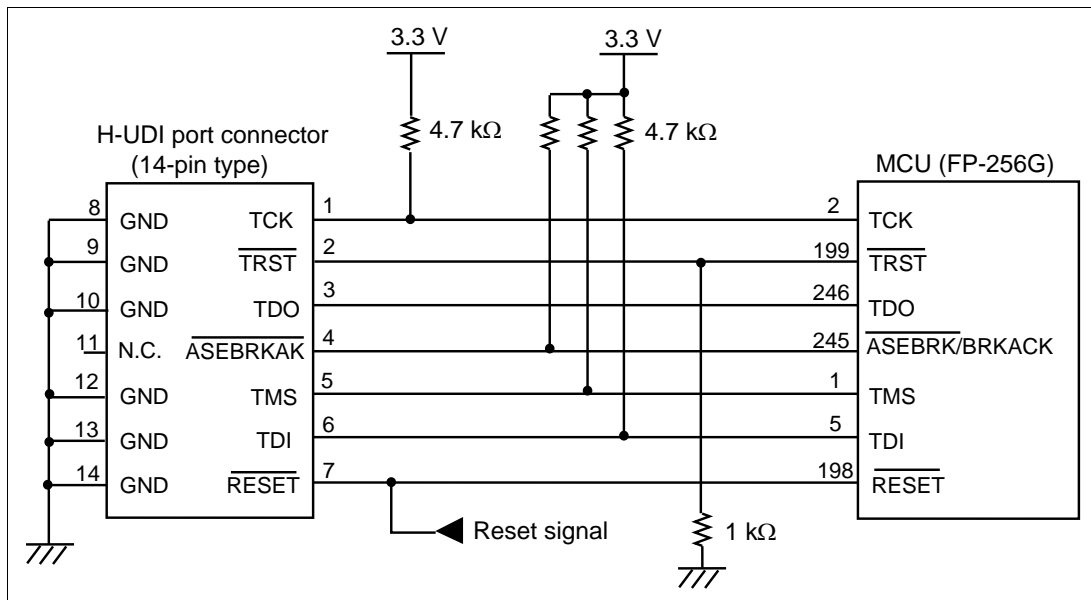 3.3 V 3.3 V
4.7 kΩ 4.7 kΩ
H-UDI port connector
(14-pin type)
MCU (FP-256G)
8 GND TCK 1 2 TCK
9 GND TRST 2 199 TRST
10 GND TDO 3 246 TDO
11 N.C. ASEBRKAK 4 245 ASEBRK/BRKACK
12 GND TMS 5 1 TMS
13 GND TDI 6 5 TDI
14 GND RESET 7 198 RESET
Reset signal
1 kΩ